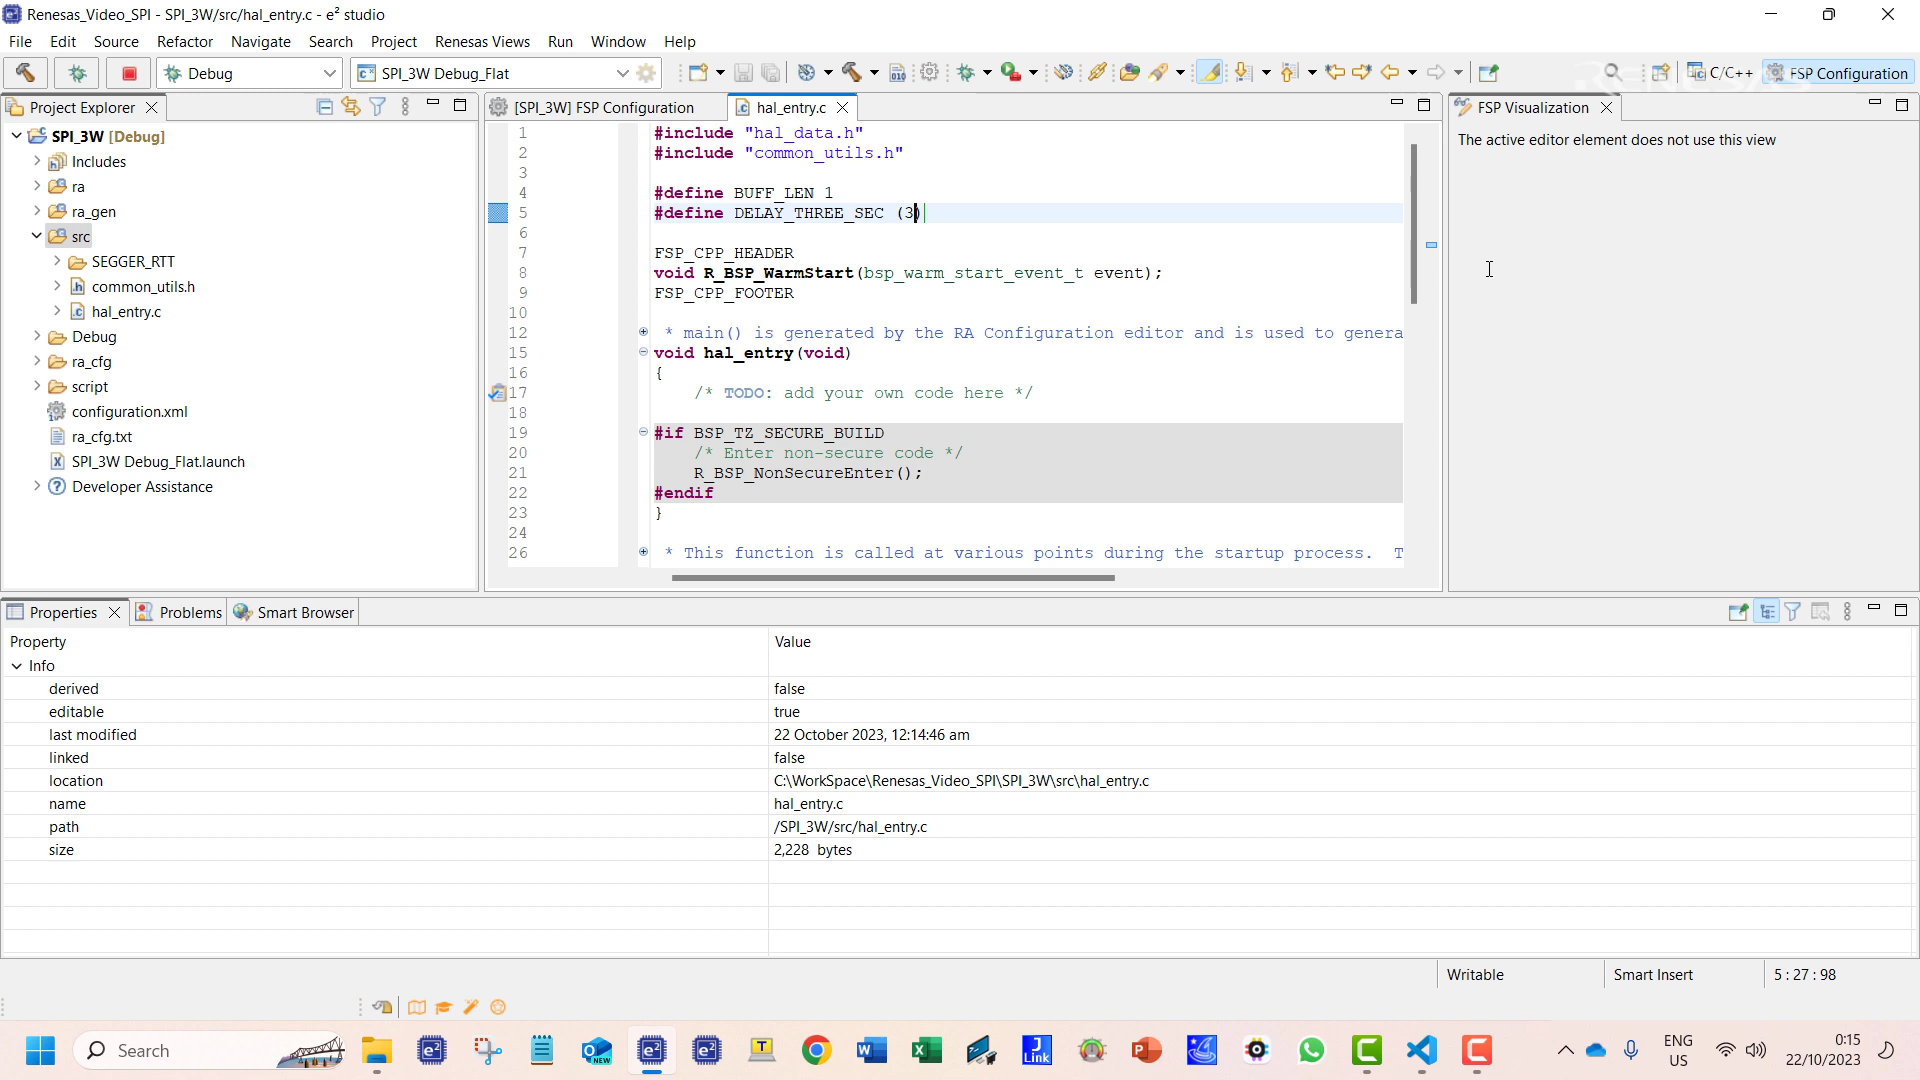 Renesas_Video_SPI - SPI_3W/src/hal_entry.c - e² studio
File Edit Source Refactor Navigate Search Project Renesas Views Run Window Help
Debug SPI_3W Debug_Flat C/C++ FSP Configuration
Project Explorer
SPI_3W [Debug]
Includes
ra
ra_gen
src
SEGGER_RTT
common_utils.h
hal_entry.c
Debug
ra_cfg
script
configuration.xml
ra_cfg.txt
SPI_3W Debug_Flat.launch
Developer Assistance
[SPI_3W] FSP Configuration hal_entry.c
1 #include "hal_data.h"
2 #include "common_utils.h"
3
4 #define BUFF_LEN 1
5 #define DELAY_THREE_SEC (3)
6
7 FSP_CPP_HEADER
8 void R_BSP_WarmStart(bsp_warm_start_event_t event);
9 FSP_CPP_FOOTER
10
12 * main() is generated by the RA Configuration editor and is used to genera
15 void hal_entry(void)
16 {
17 /* TODO: add your own code here */
18
19 #if BSP_TZ_SECURE_BUILD
20 /* Enter non-secure code */
21 R_BSP_NonSecureEnter();
22 #endif
23 }
24
26 * This function is called at various points during the startup process. T
FSP Visualization
The active editor element does not use this view
Properties Problems Smart Browser
Property Value
Info
derived false
editable true
last modified 22 October 2023, 12:14:46 am
linked false
location C:\WorkSpace\Renesas_Video_SPI\SPI_3W\src\hal_entry.c
name hal_entry.c
path /SPI_3W/src/hal_entry.c
size 2,228 bytes
Writable Smart Insert 5 : 27 : 98
Search
ENG
US
0:15
22/10/2023